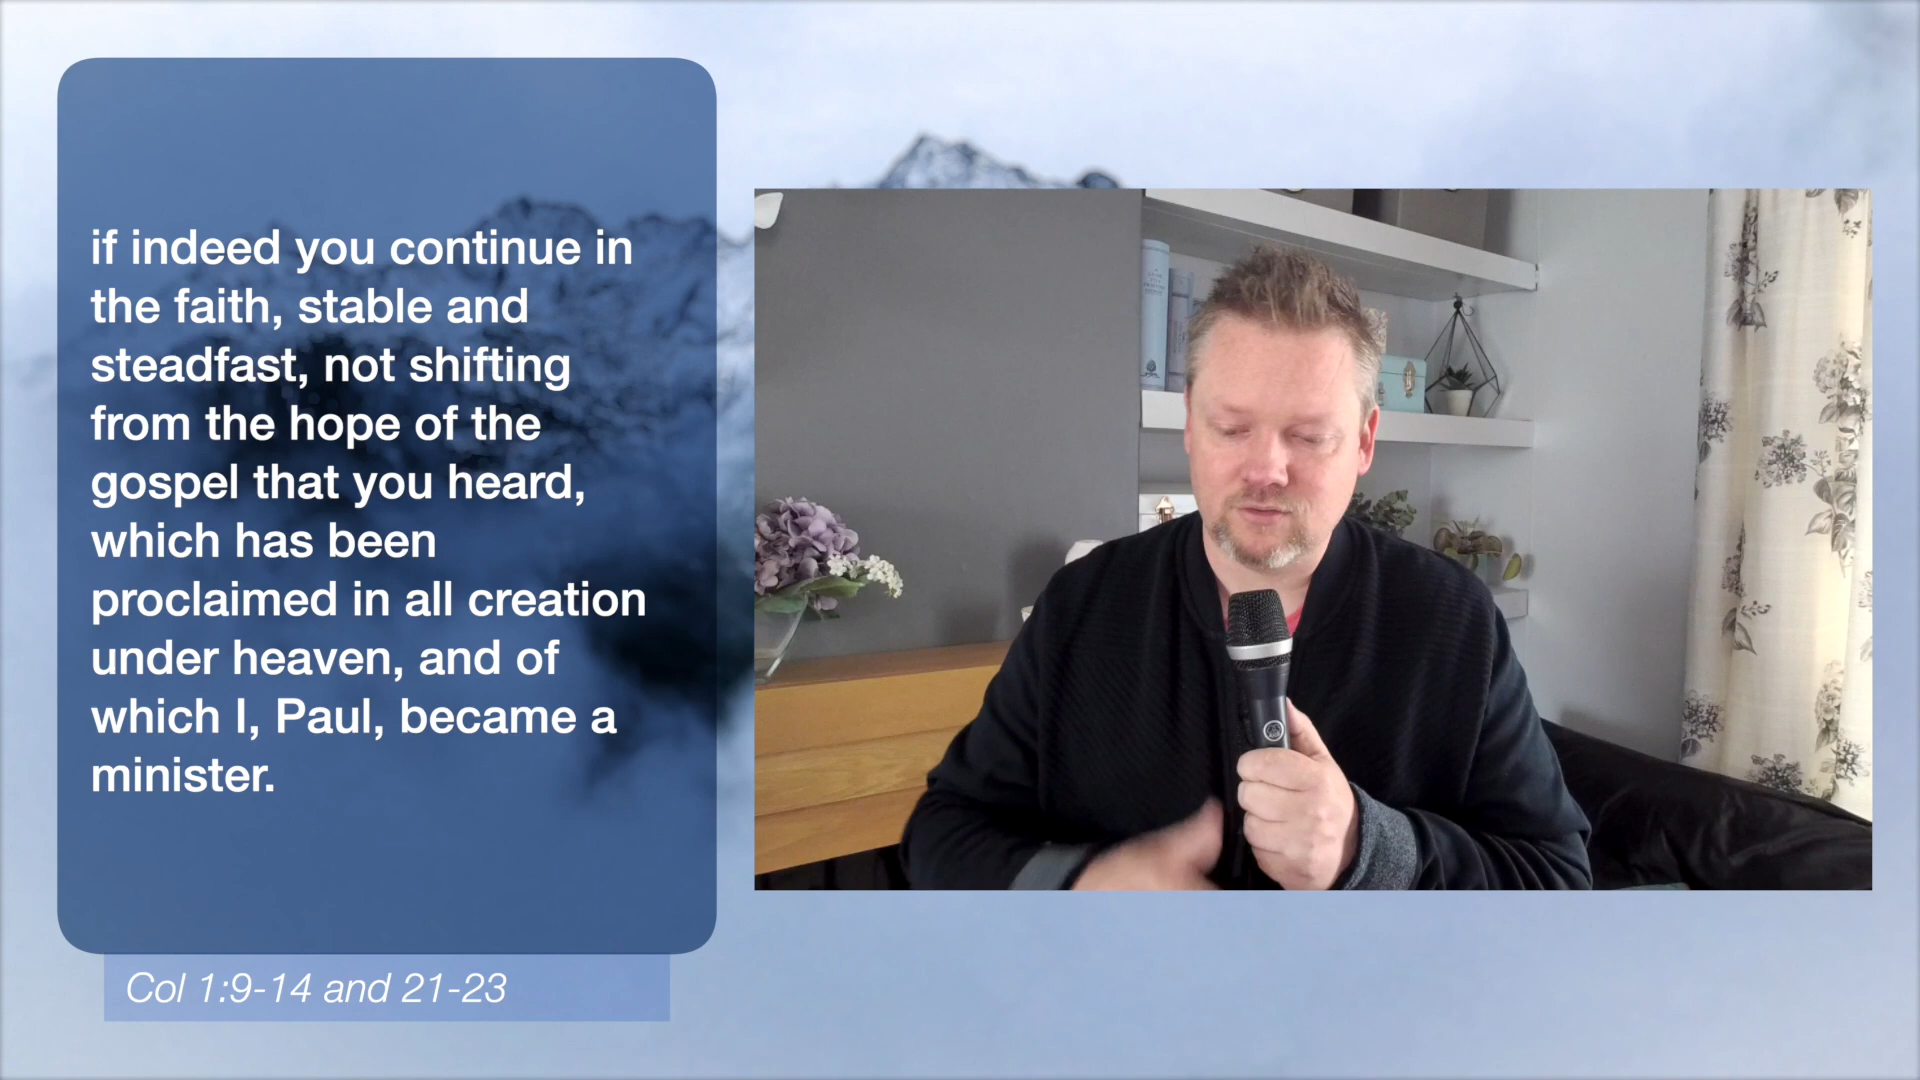 if indeed you continue in
the faith, stable and
steadfast, not shifting
from the hope of the
gospel that you heard,
which has been
proclaimed in all creation
under heaven, and of
which I, Paul, became a
minister.
Col 1:9-14 and 21-23